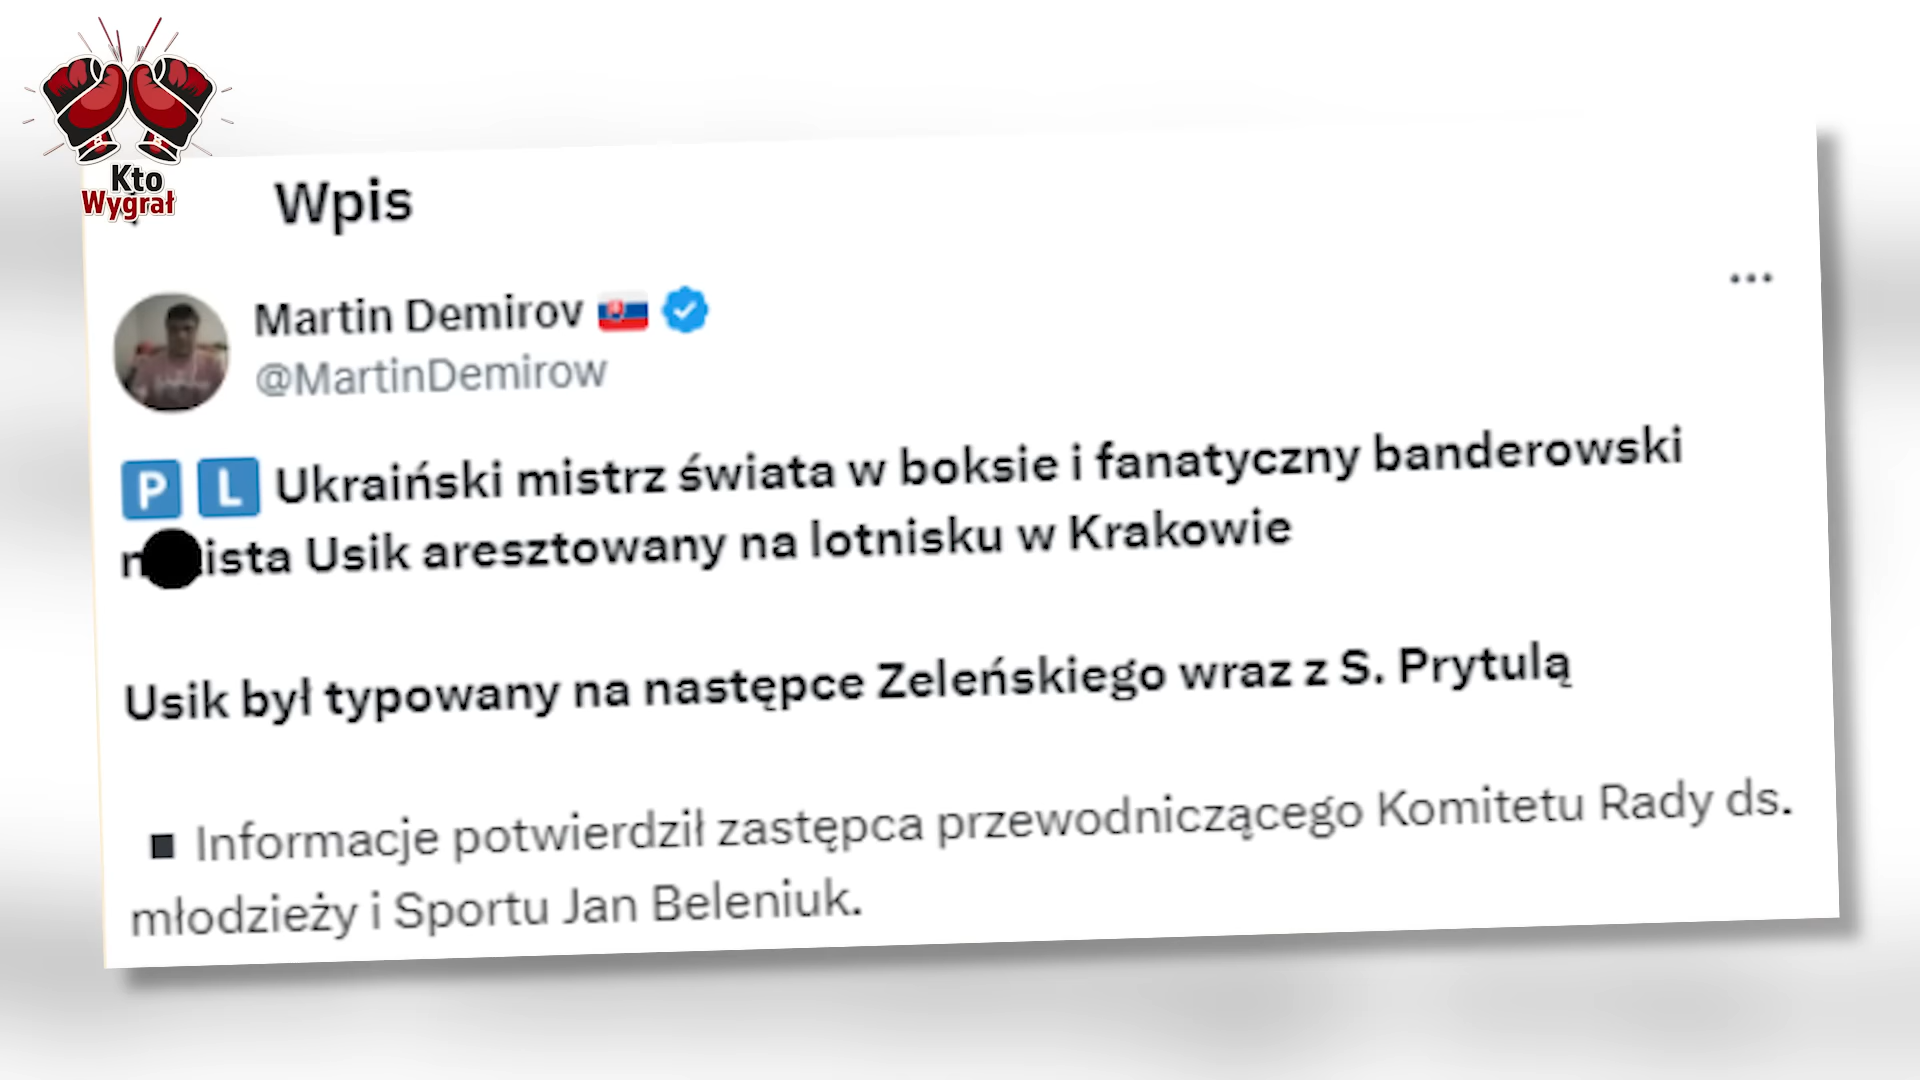 Kto
Wygrał
Wpis
Martin Demirov
@MartinDemirow
P L Ukraiński mistrz świata w boksie i fanatyczny banderowski
n ista Usik aresztowany na lotnisku w Krakowie
Usik był typowany na następce Zeleńskiego wraz z S. Prytulą
■ Informacje potwierdził zastępca przewodniczącego Komitetu Rady ds.
młodzieży i Sportu Jan Beleniuk.